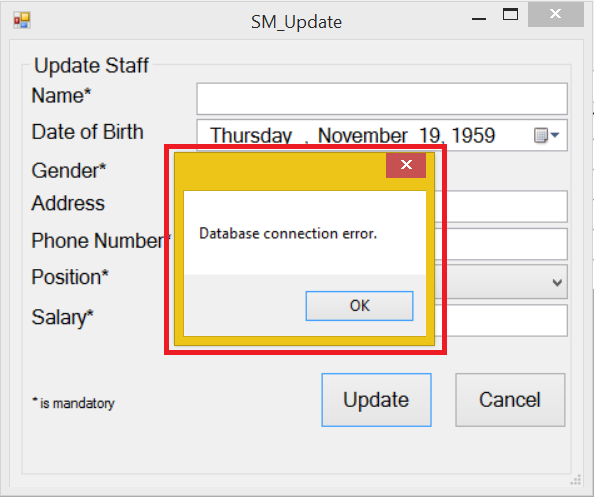 SM_Update
Update Staff
Name*
Date of Birth
Thursday , November 19, 1959
Gender*
Address
Database connection error.
Phone Number*
Position*
OK
Salary*
* is mandatory
Update
Cancel